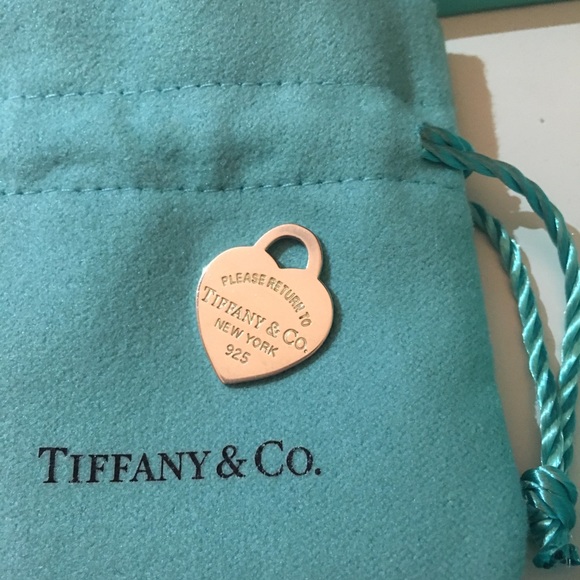 PLEASE RETURN TO
TIFFANY & CO.
NEW YORK
925
TIFFANY & CO.